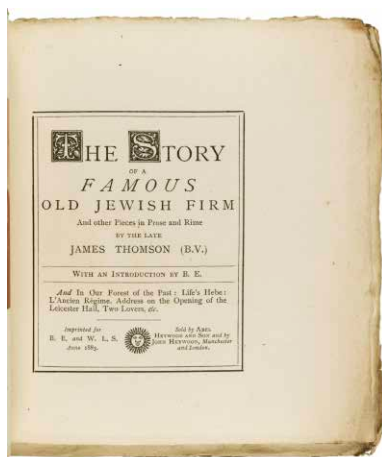 THE STORY
OF A
FAMOUS
OLD JEWISH FIRM
And other Pieces in Prose and Rime
BY THE LATE
JAMES THOMSON (B.V.)
WITH AN INTRODUCTION BY B. E.
And In Our Forest of the Past: Life's Hebe:
L'Ancien Régime. Address on the Opening of the
Leicester Hall, Two Lovers, &c.
Imprinted for
B. E. and W. L. S.
Anno 1883.
Sold by ABEL
HEYWOOD AND SON and by
JOHN HEYWOOD, Manchester
and London.